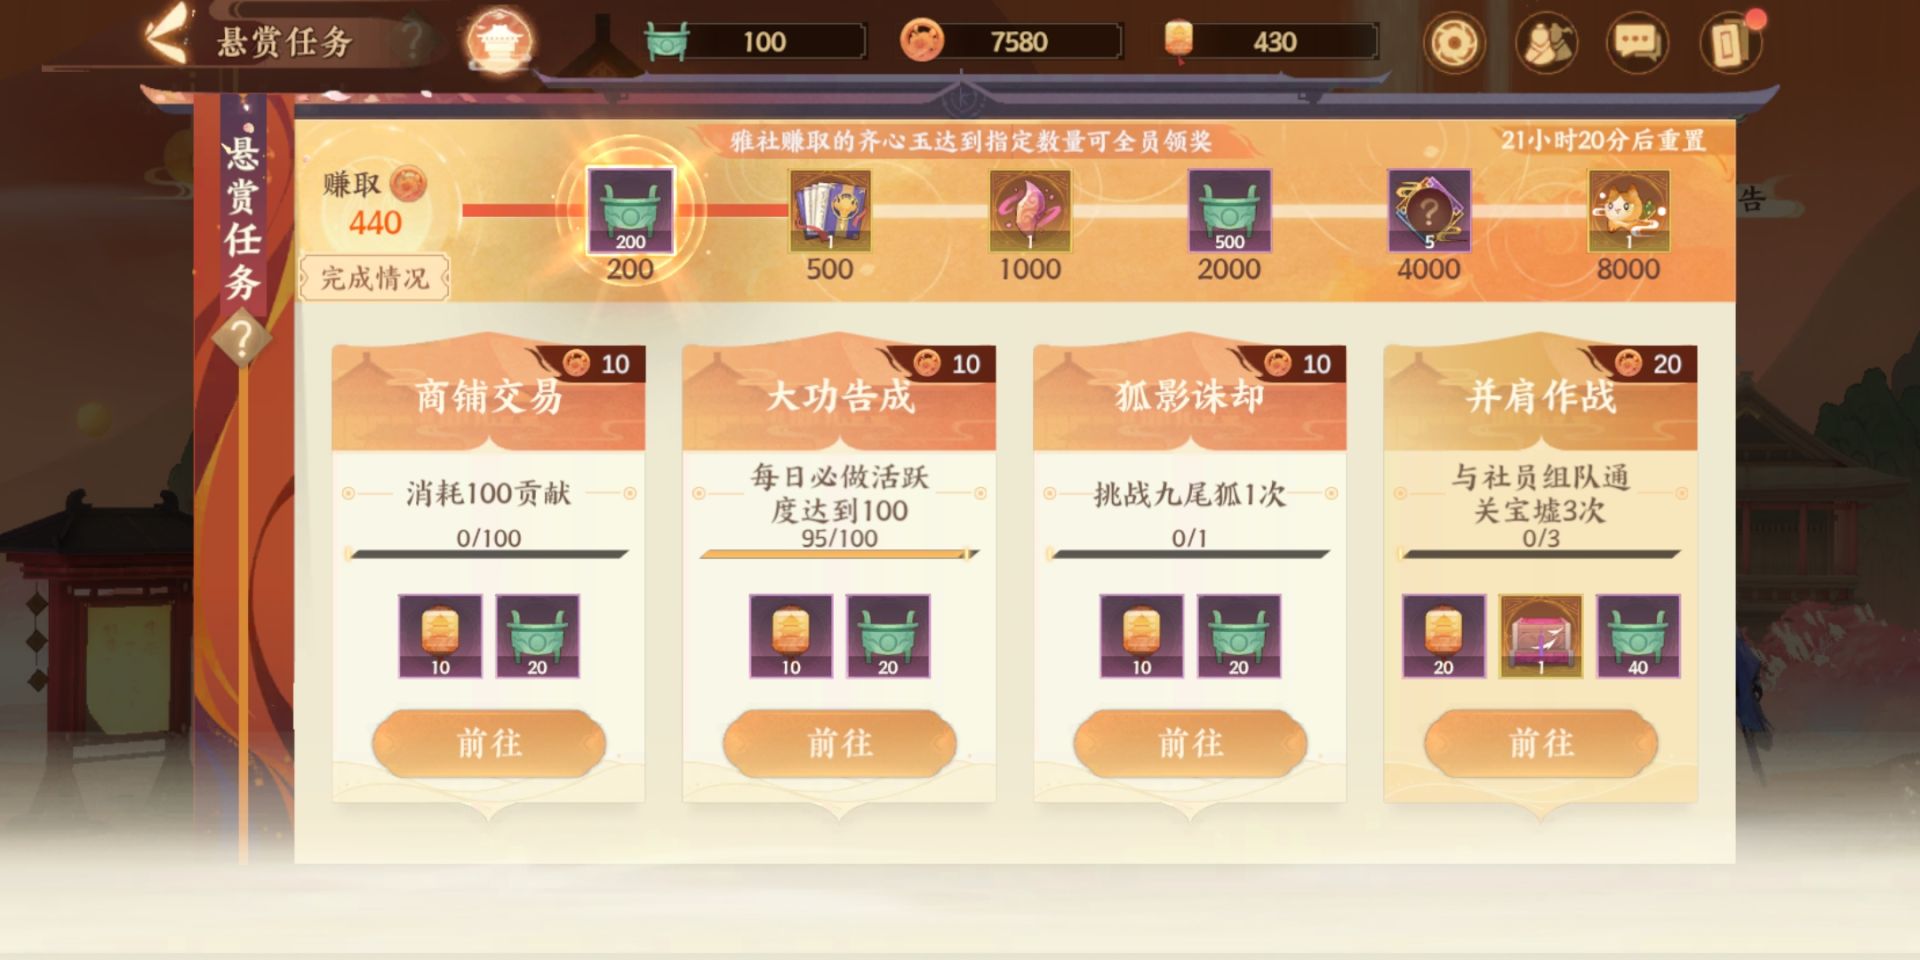 悬赏任务 ?
100
7580
430
悬赏任务
?
雅社赚取的齐心玉达到指定数量可全员领奖
21小时20分后重置
赚取
440
完成情况
200
200
1
500
1
1000
500
2000
?
5
4000
1
8000
告
10
商铺交易
消耗100贡献
0/100
10
20
前往
10
大功告成
每日必做活跃
度达到100
95/100
10
20
前往
10
狐影诛却
挑战九尾狐1次
0/1
10
20
前往
20
并肩作战
与社员组队通
关宝墟3次
0/3
20
1
40
前往